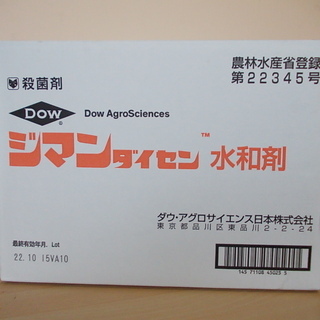 農林水産省登録
第22345号
殺菌剤
DOW
Dow AgroSciences
ジマンダイセン™ 水和剤
ダウ・アグロサイエンス日本株式会社
東京都品川区東品川2-2-24
最終有効年月. Lot
22.10 I5VA10